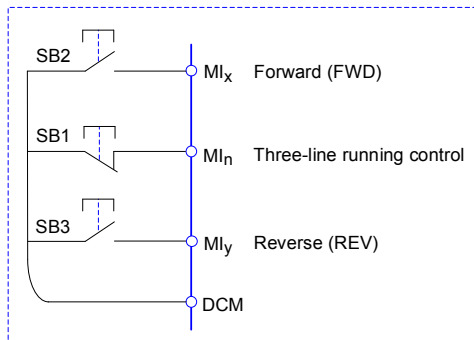 SB2
MIx Forward (FWD)
SB1
MIn Three-line running control
SB3
MIy Reverse (REV)
DCM